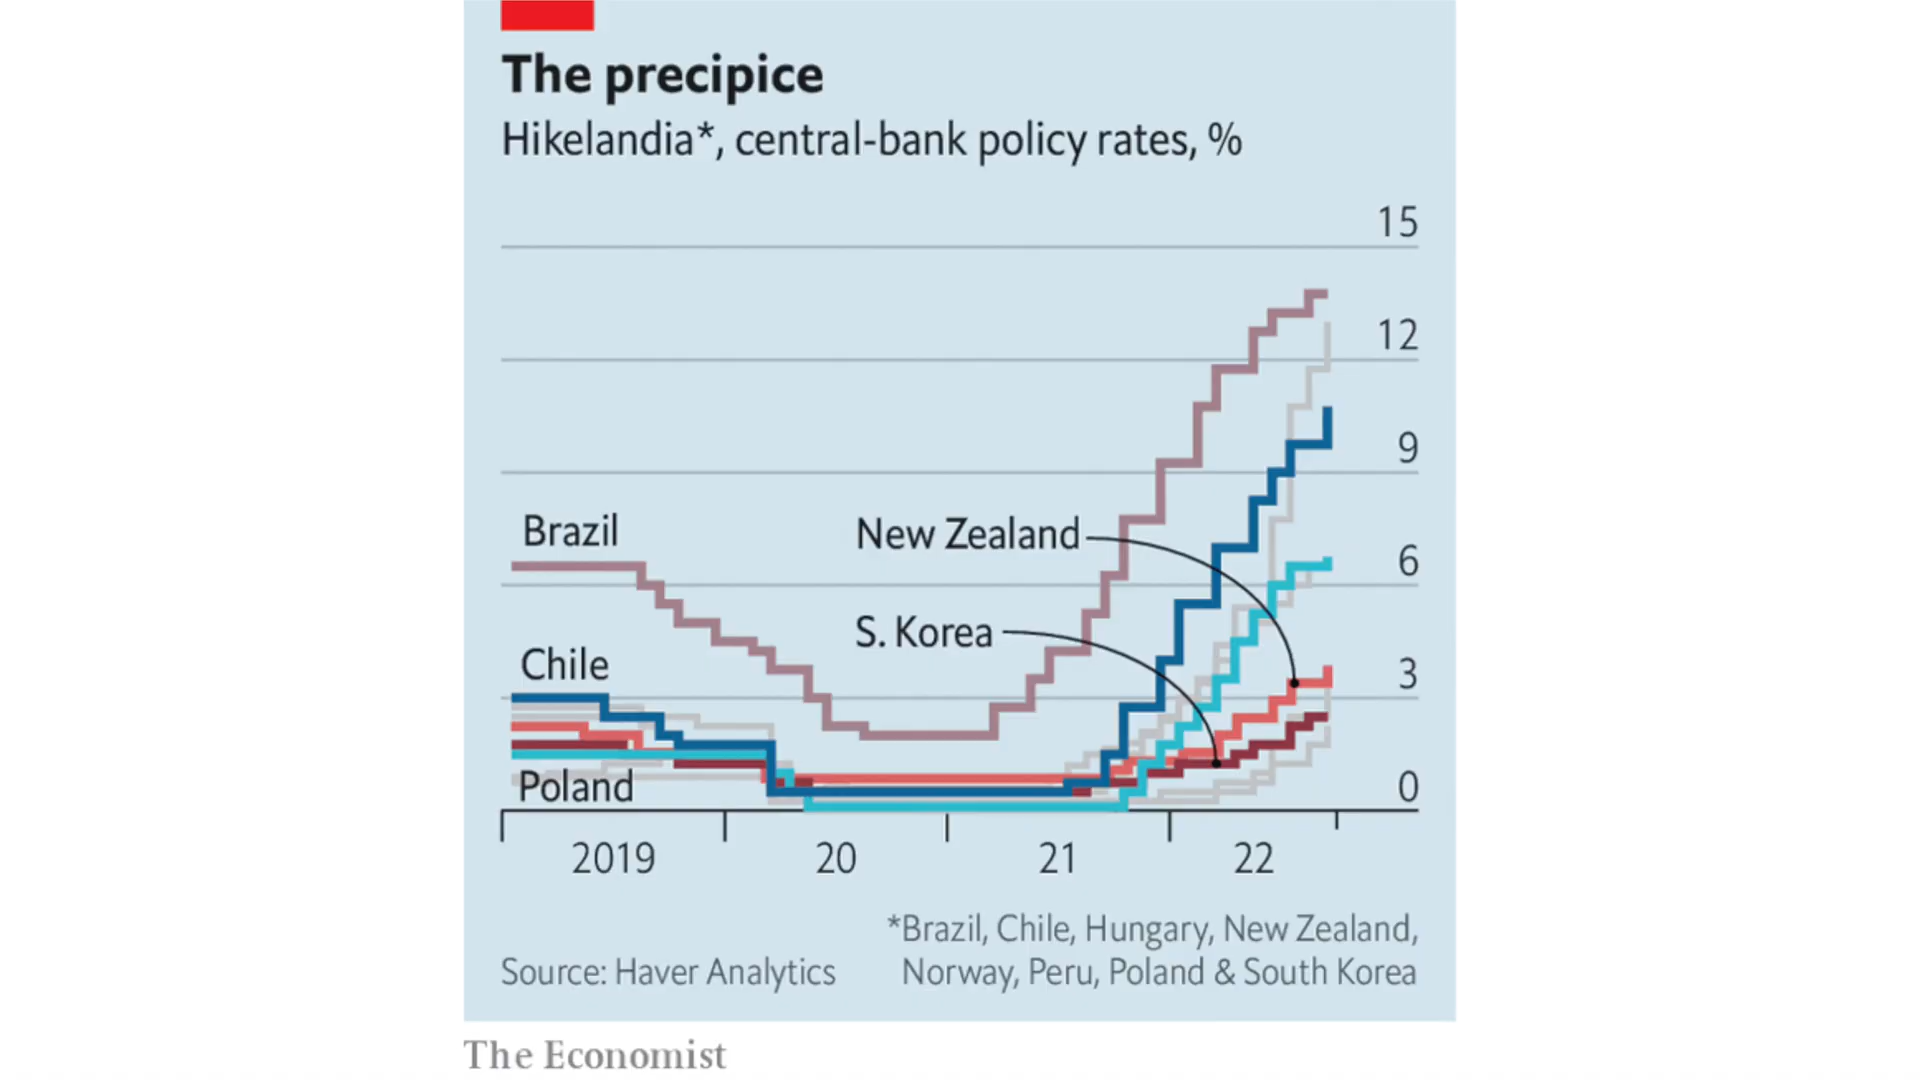 The precipice
Hikelandia*, central-bank policy rates, %
15
12
9
6
3
0
Brazil
New Zealand
S. Korea
Chile
Poland
2019
20
21
22
*Brazil, Chile, Hungary, New Zealand,
Source: Haver Analytics
Norway, Peru, Poland & South Korea
The Economist